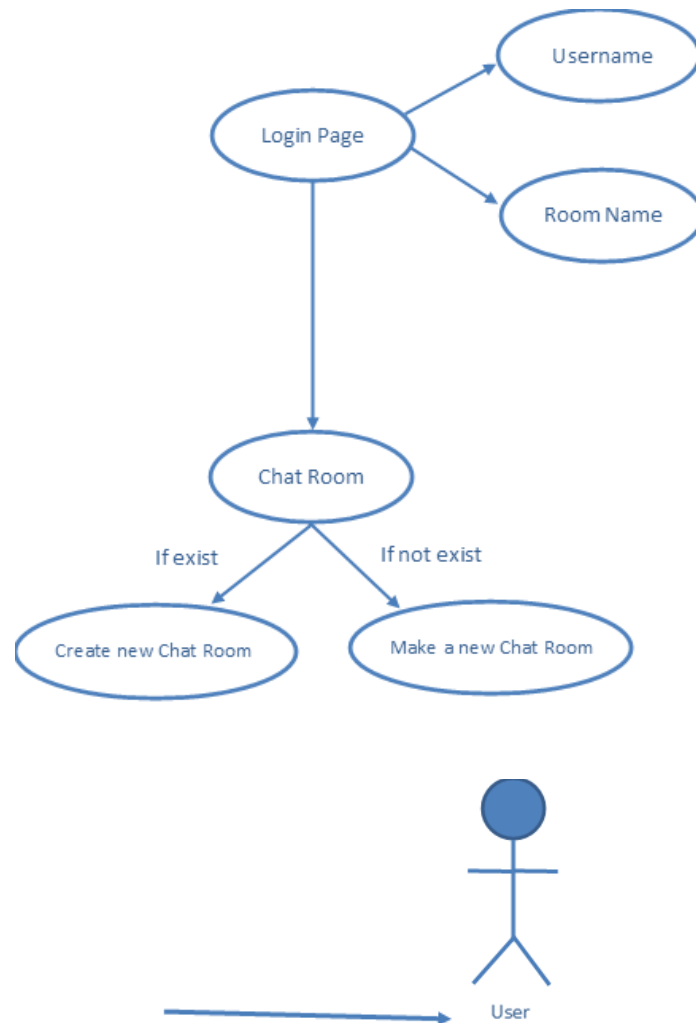 Username
Login Page
Room Name
Chat Room
If exist
If not exist
Create new Chat Room
Make a new Chat Room
User